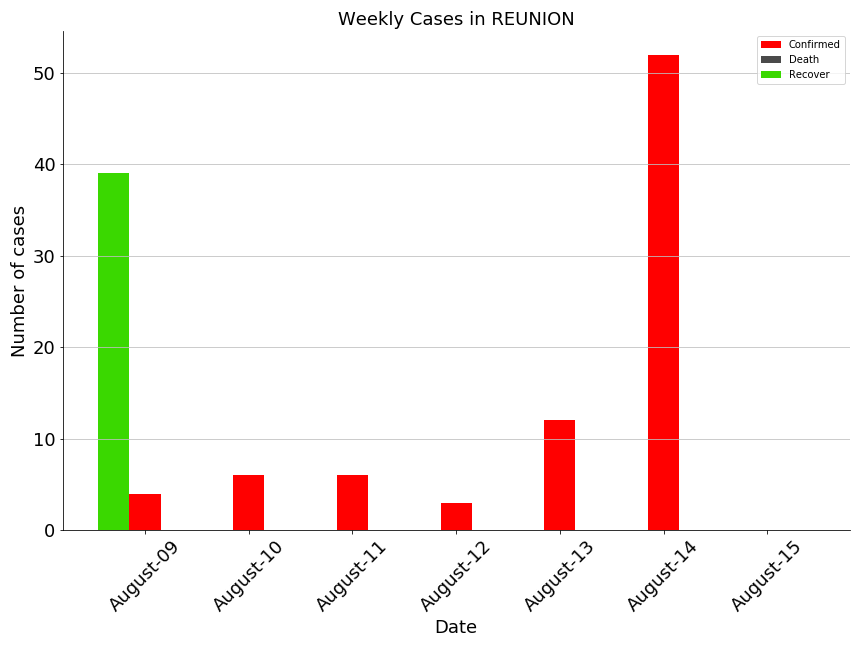 Weekly Cases in REUNION
Confirmed
Death
Recover
Number of cases
50
40
30
20
10
0
August-09
August-10
August-11
August-12
August-13
August-14
August-15
Date